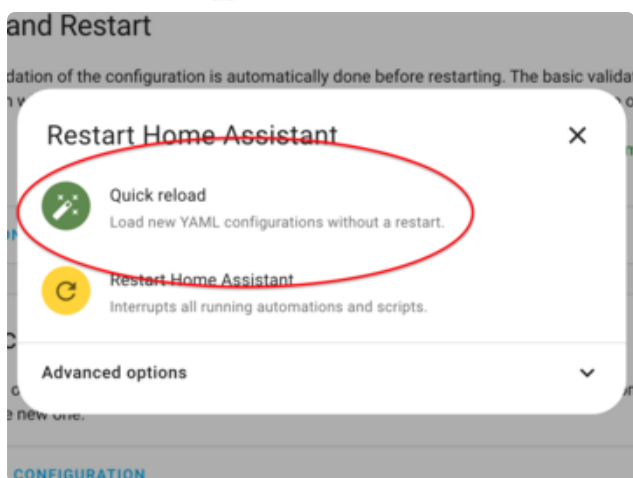 and Restart
dation of the configuration is automatically done before restarting. The basic valida
Restart Home Assistant
Quick reload
Load new YAML configurations without a restart.
Restart Home Assistant
Interrupts all running automations and scripts.
Advanced options
e new one.
CONFIGURATION